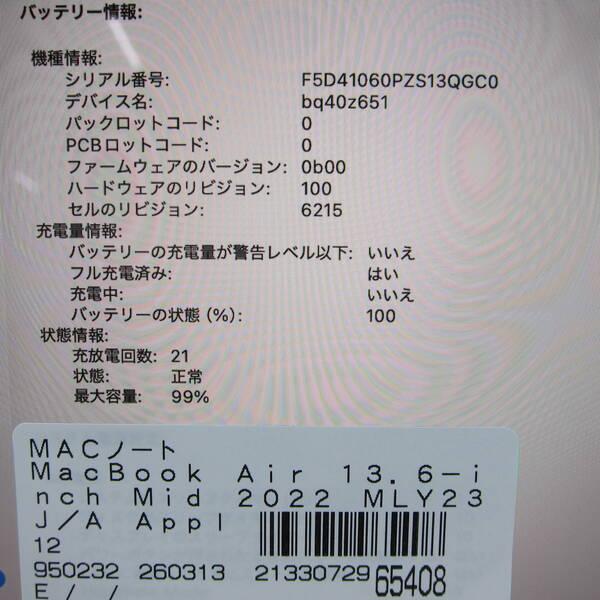 バッテリー情報:
機種情報:
シリアル番号: F5D41060PZS13QGC0
デバイス名: bq40z651
パックロットコード: 0
PCBロットコード: 0
ファームウェアのバージョン: 0b00
ハードウェアのリビジョン: 100
セルのリビジョン: 6215
充電量情報:
バッテリーの充電量が警告レベル以下: いいえ
フル充電済み: はい
充電中: いいえ
バッテリーの状態 (%): 100
状態情報:
充放電回数: 21
状態: 正常
最大容量: 99%
MACノート
MacBook Air 13.6-i
nch Mid 2022 MLY23
J/A Appl
12
950232 260313 21330729 65408
E / /